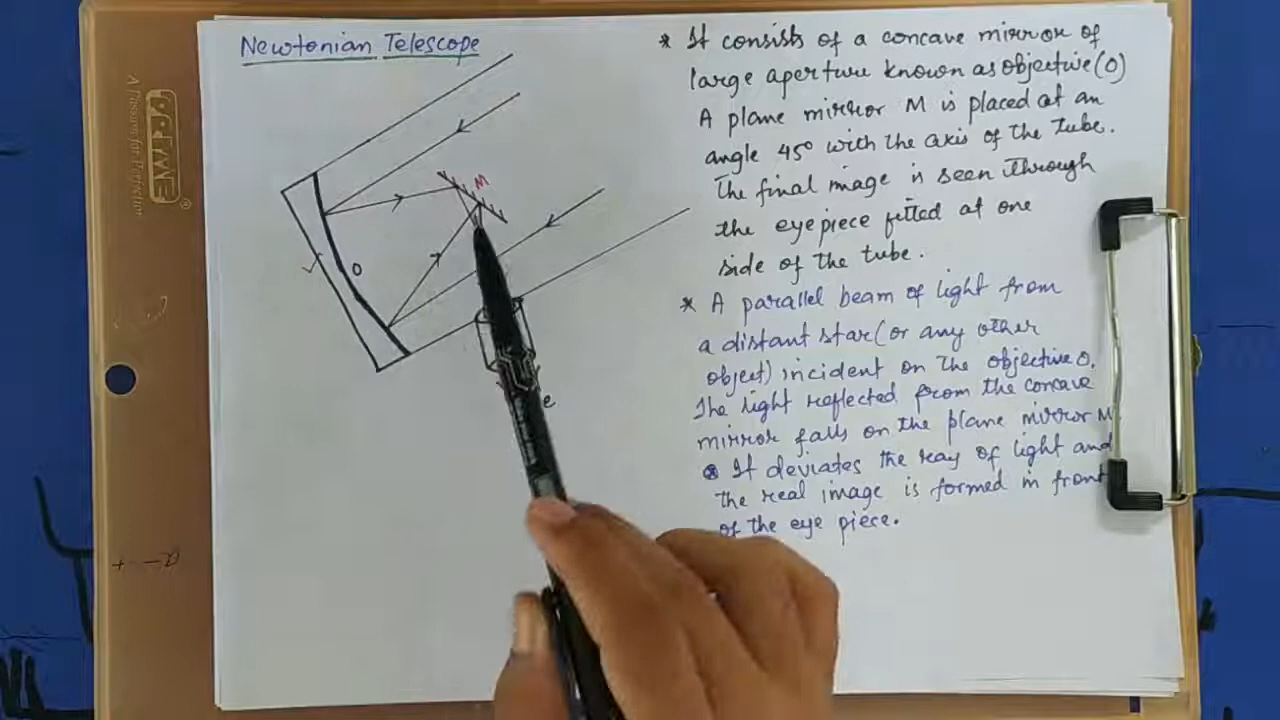 Newtonian Telescope
M
O
e
* It consists of a concave mirror of
large aperture known as objective (O)
A plane mirror M is placed at an
angle 45° with the axis of the tube.
The final image is seen through
the eyepiece fitted at one
side of the tube.
* A parallel beam of light from
a distant star (or any other
object) incident on the objective O.
The light reflected from the concave
mirror falls on the plane mirror M.
It deviates the ray of light and
the real image is formed in front
of the eye piece.
PRIME